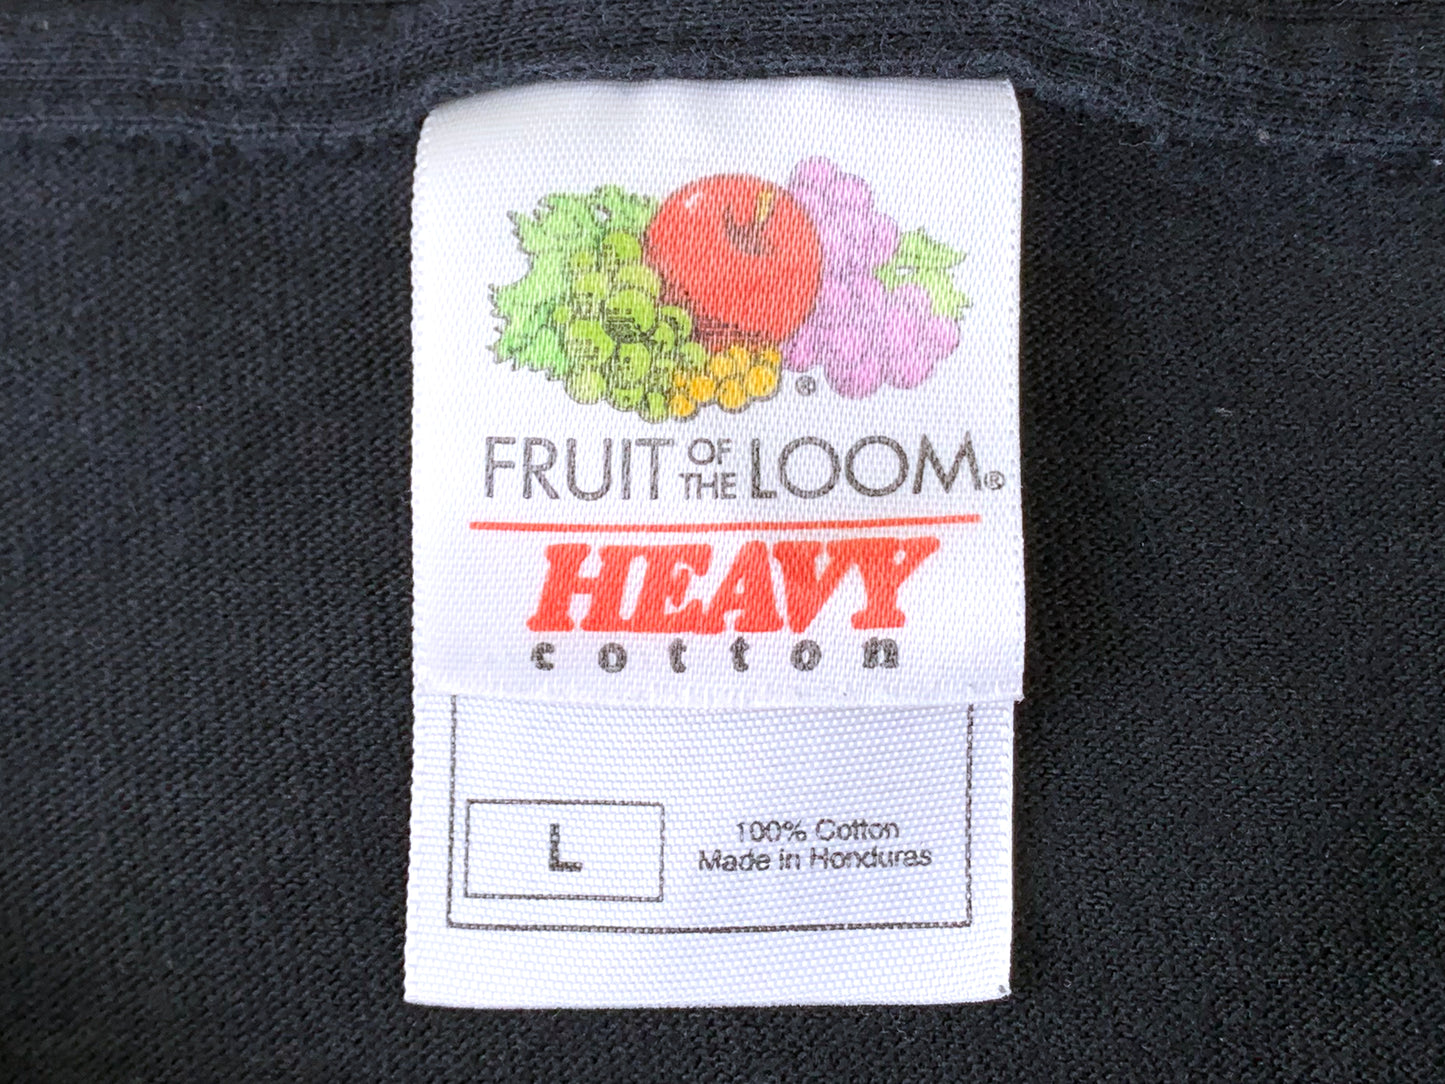 ®
FRUIT OF THE LOOM®
HEAVY
cotton
L
100% Cotton
Made in Honduras